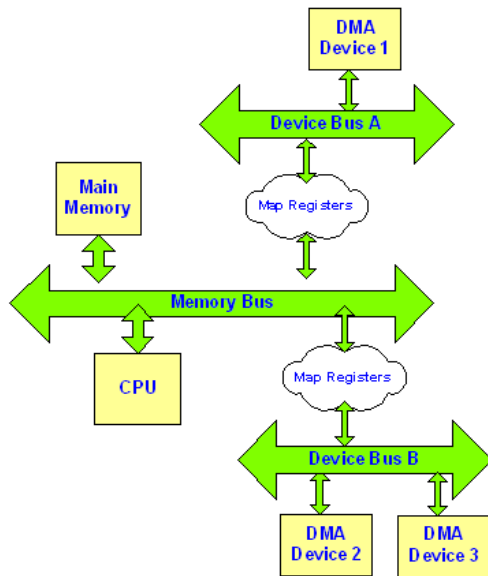 DMA
Device 1
Device Bus A
Main
Memory
Map Registers
Memory Bus
CPU
Map Registers
Device Bus B
DMA
Device 2
DMA
Device 3